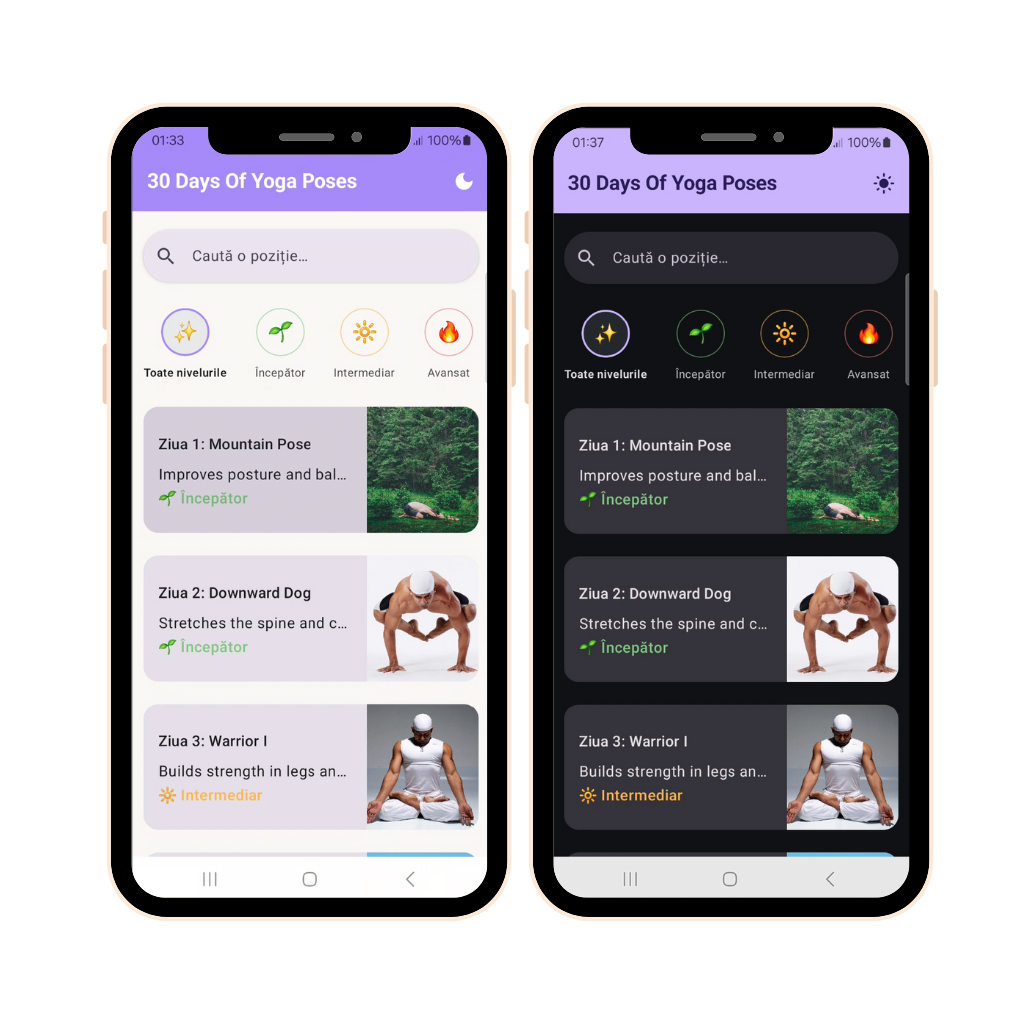 01:33
100%
30 Days Of Yoga Poses
Caută o poziție...
Toate nivelurile
Începător
Intermediar
Avansat
Ziua 1: Mountain Pose
Improves posture and bal...
Începător
Ziua 2: Downward Dog
Stretches the spine and c...
Începător
Ziua 3: Warrior I
Builds strength in legs an...
Intermediar
01:37
100%
30 Days Of Yoga Poses
Caută o poziție...
Toate nivelurile
Începător
Intermediar
Avansat
Ziua 1: Mountain Pose
Improves posture and bal...
Începător
Ziua 2: Downward Dog
Stretches the spine and c...
Începător
Ziua 3: Warrior I
Builds strength in legs an...
Intermediar